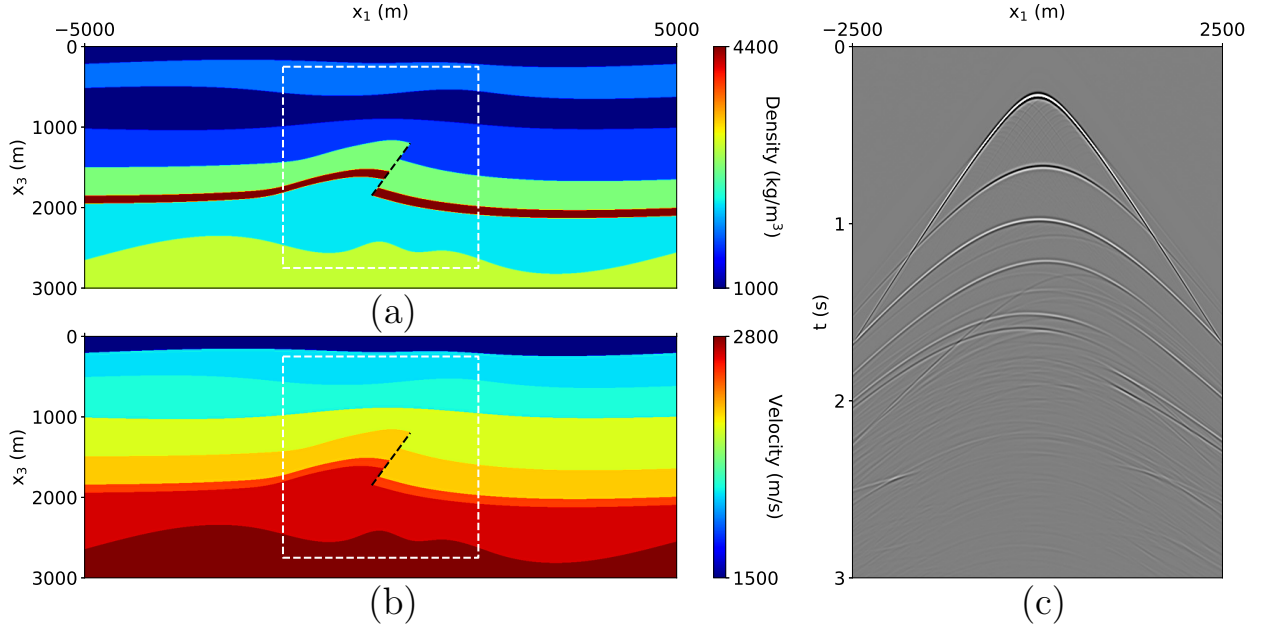 x₁ (m)
−5000 5000
0
1000
2000
3000
x₃ (m)
4400
Density (kg/m³)
1000
(a)
0
1000
2000
3000
x₃ (m)
2800
Velocity (m/s)
1500
(b)
x₁ (m)
−2500 2500
0
1
2
3
t (s)
(c)